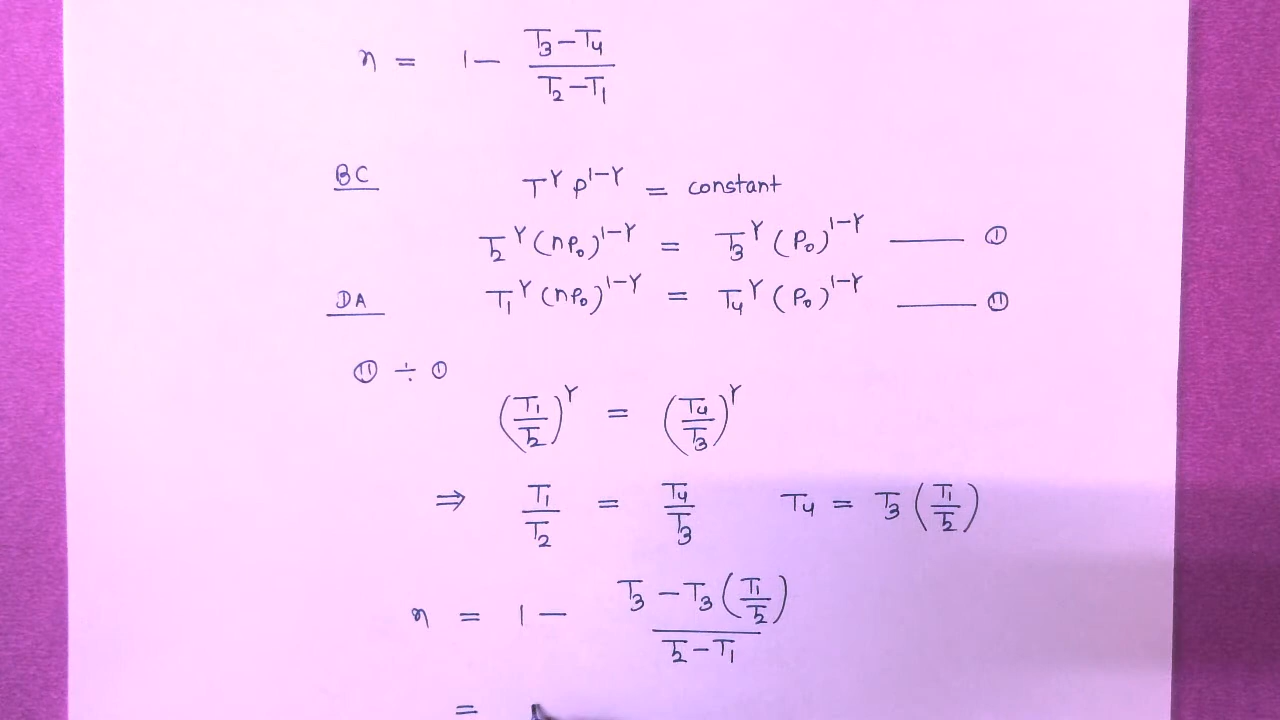 η = 1 - (T₃ - T₄)/(T₂ - T₁)
BC T^γ P^(1-γ) = constant
T₂^γ (nP₀)^(1-γ) = T₃^γ (P₀)^(1-γ) —— ①
DA T₁^γ (nP₀)^(1-γ) = T₄^γ (P₀)^(1-γ) —— ⑪
⑪ ÷ ①
(T₁/T₂)^γ = (T₄/T₃)^γ
⇒ T₁/T₂ = T₄/T₃ T₄ = T₃ (T₁/T₂)
η = 1 - (T₃ - T₃ (T₁/T₂))/(T₂ - T₁)
=